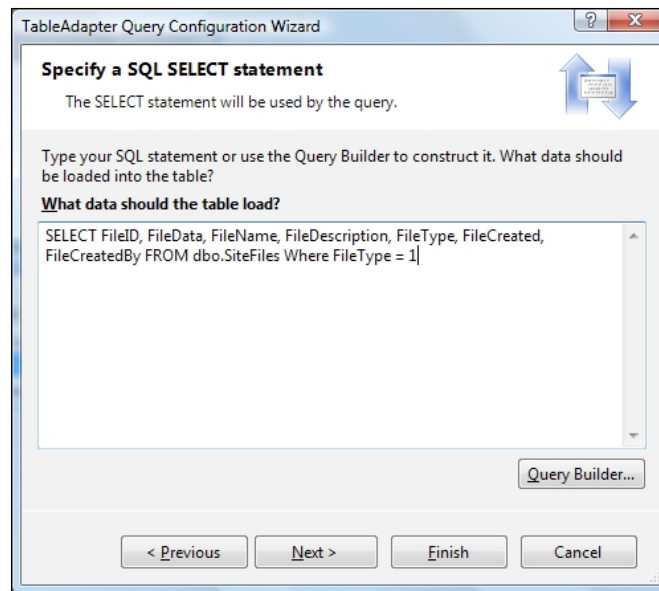 TableAdapter Query Configuration Wizard
Specify a SQL SELECT statement
The SELECT statement will be used by the query.
Type your SQL statement or use the Query Builder to construct it. What data should
be loaded into the table?
What data should the table load?
SELECT FileID, FileData, FileName, FileDescription, FileType, FileCreated,
FileCreatedBy FROM dbo.SiteFiles Where FileType = 1
Query Builder...
< Previous Next > Finish Cancel